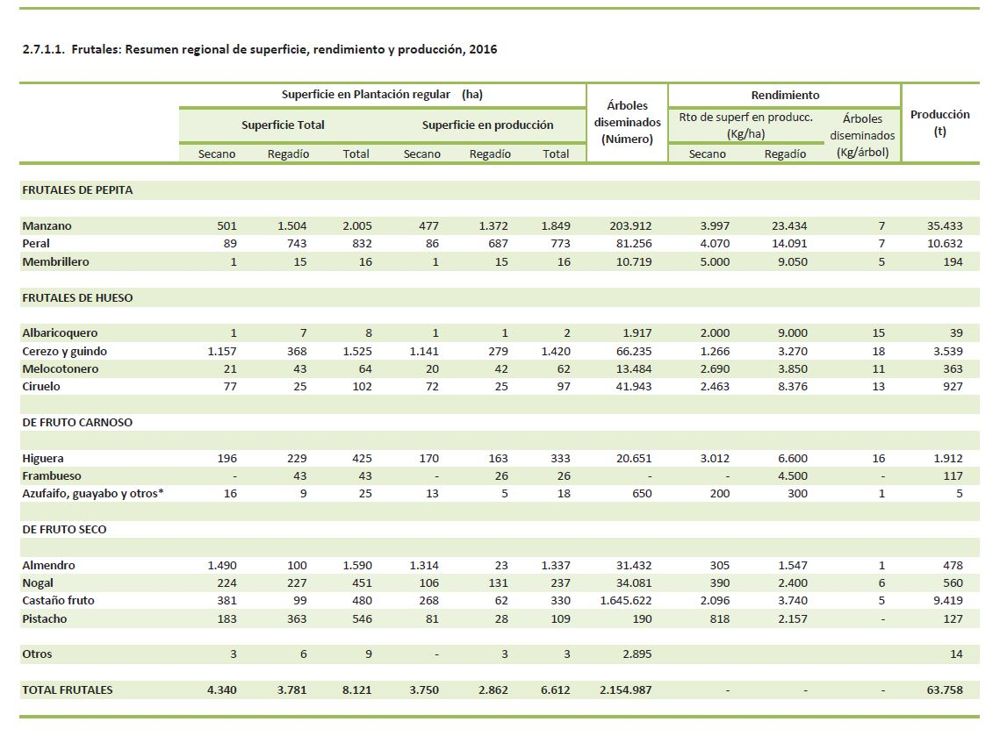 2.7.1.1. Frutales: Resumen regional de superficie, rendimiento y producción, 2016
Superficie en Plantación regular (ha) Árboles diseminados (Número) Rendimiento Producción (t)
Superficie Total Superficie en producción Rto de superf en producc. (Kg/ha) Árboles diseminados (Kg/árbol)
Secano Regadío Total Secano Regadío Total Secano Regadío
FRUTALES DE PEPITA
Manzano 501 1.504 2.005 477 1.372 1.849 203.912 3.997 23.434 7 35.433
Peral 89 743 832 86 687 773 81.256 4.070 14.091 7 10.632
Membrillero 1 15 16 1 15 16 10.719 5.000 9.050 5 194
FRUTALES DE HUESO
Albaricoquero 1 7 8 1 1 2 1.917 2.000 9.000 15 39
Cerezo y guindo 1.157 368 1.525 1.141 279 1.420 66.235 1.266 3.270 18 3.539
Melocotonero 21 43 64 20 42 62 13.484 2.690 3.850 11 363
Ciruelo 77 25 102 72 25 97 41.943 2.463 8.376 13 927
DE FRUTO CARNOSO
Higuera 196 229 425 170 163 333 20.651 3.012 6.600 16 1.912
Frambueso - 43 43 - 26 26 - - 4.500 - 117
Azufaifo, guayabo y otros* 16 9 25 13 5 18 650 200 300 1 5
DE FRUTO SECO
Almendro 1.490 100 1.590 1.314 23 1.337 31.432 305 1.547 1 478
Nogal 224 227 451 106 131 237 34.081 390 2.400 6 560
Castaño fruto 381 99 480 268 62 330 1.645.622 2.096 3.740 5 9.419
Pistacho 183 363 546 81 28 109 190 818 2.157 - 127
Otros 3 6 9 - 3 3 2.895 14
TOTAL FRUTALES 4.340 3.781 8.121 3.750 2.862 6.612 2.154.987 - - - 63.758